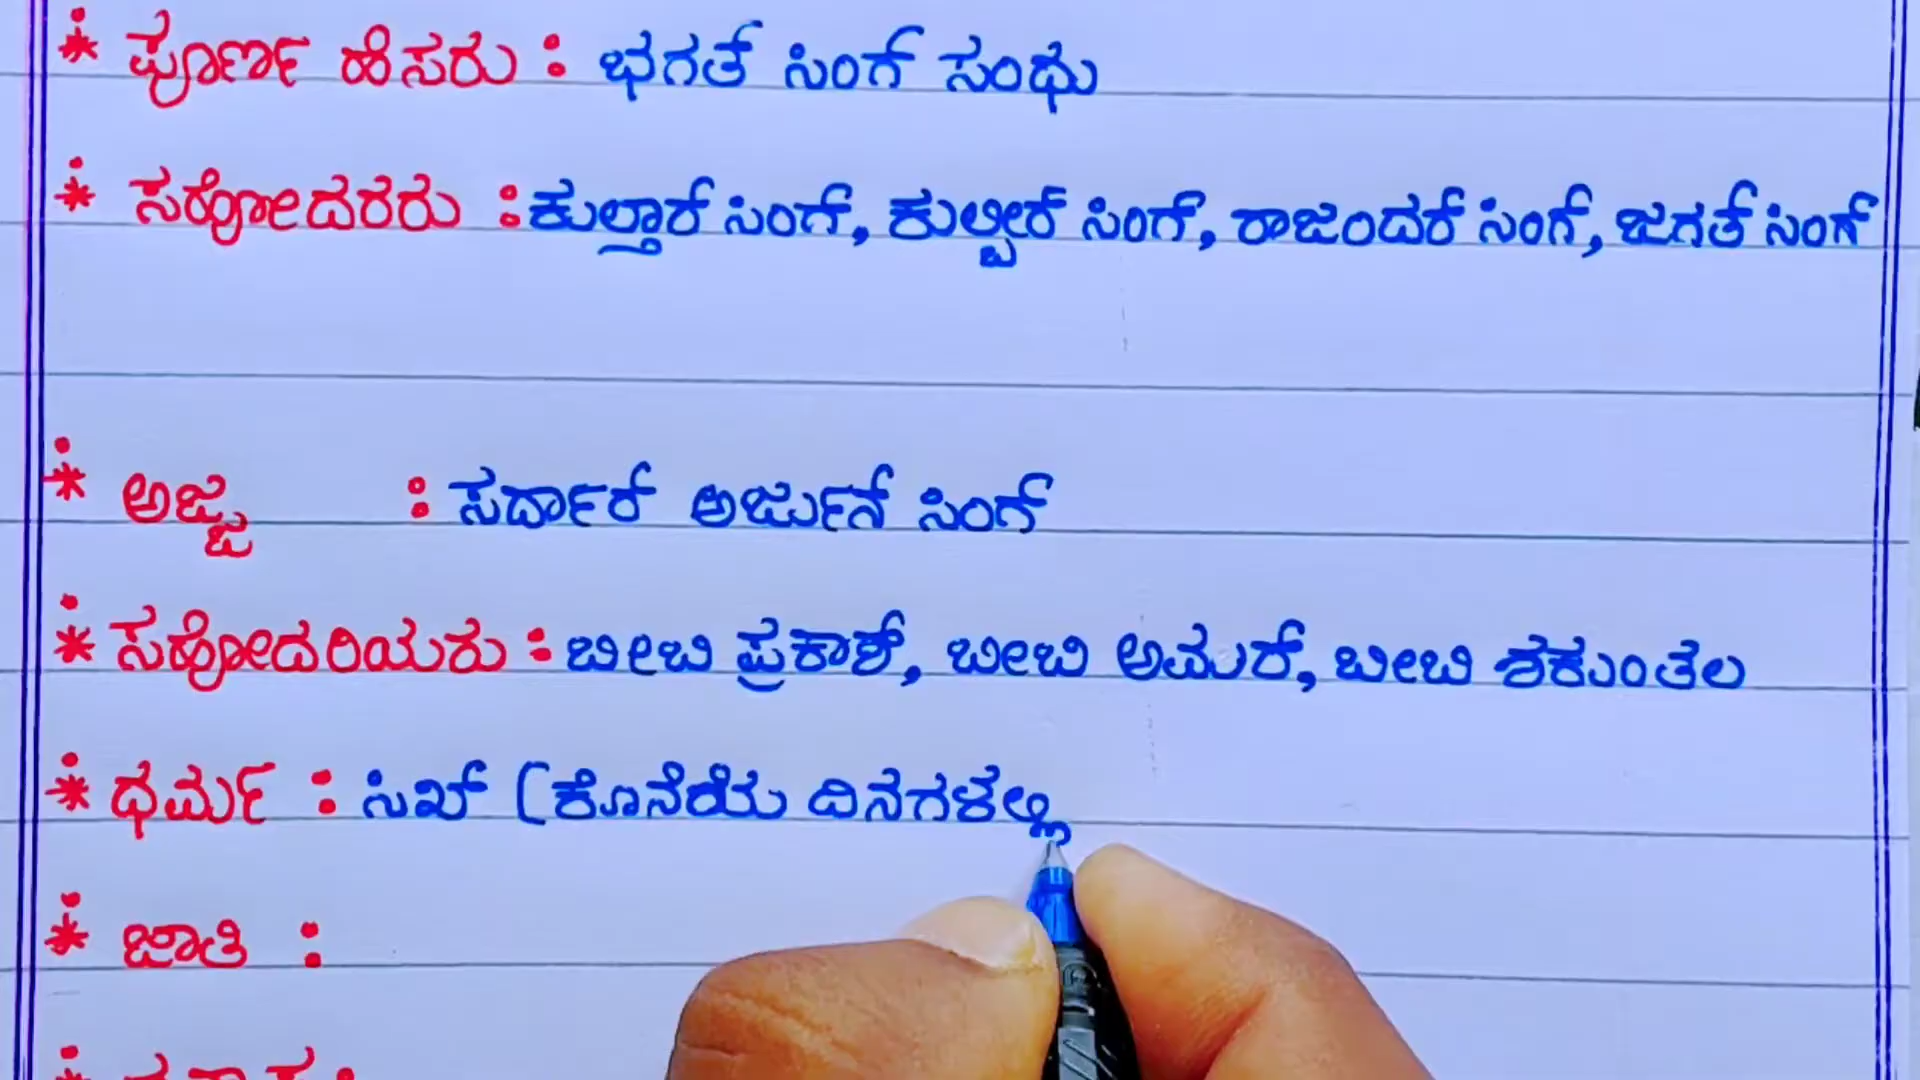 * ಪೂರ್ಣ ಹೆಸರು : ಭಗತ್ ಸಿಂಗ್ ಸಂಧು
* ಸಹೋದರರು : ಕುಲ್ತಾರ್ ಸಿಂಗ್, ಕುಲ್ವೀರ್ ಸಿಂಗ್, ರಾಜಂದರ್ ಸಿಂಗ್, ಜಗತ್ ಸಿಂಗ್
* ಅಜ್ಜ : ಸರ್ದಾರ್ ಅರ್ಜುನ್ ಸಿಂಗ್
* ಸಹೋದರಿಯರು : ಬೀಬಿ ಪ್ರಕಾಶ್, ಬೀಬಿ ಅಮರ್, ಬೀಬಿ ಶಕುಂತಲ
* ಧರ್ಮ : ಸಿಖ್ (ಕೊನೆಯ ದಿನಗಳಲ್ಲಿ
* ಜಾತಿ :